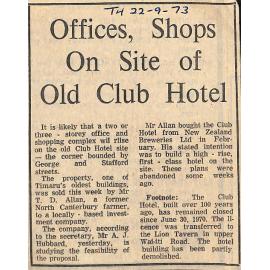 TH 22-9-73
Offices, Shops
On Site of
Old Club Hotel
It is likely that a two or
three - storey office and
shopping complex wil rlise
on the old Club Hotel site
— the corner bounded by
George and Stafford
streets.
The property, one of
Timaru's oldest buildings,
was sold this week by Mr
T. D. Allan, a former
North Canterbury farmer,
to a locally - based invest-
ment company.
The company, according
to the secretary, Mr A. J.
Hubbard, yesterday, is
studying the feasibility of
the proposal.
Mr Allan bought the Club
Hotel from New Zealand
Breweries Ltd in Feb-
ruary. His stated intention
was to build a high - rise,
first - class hotel on the
site. These plans were
abandoned some weeks
ago.
Footnote: The Club
Hotel, built over 100 years
ago, has remained closed
since June 30, 1970. The li-
ence was transferred to
the Lion Tavern in upper
Wai-iti Road. The hotel
building has been partly
demolished.